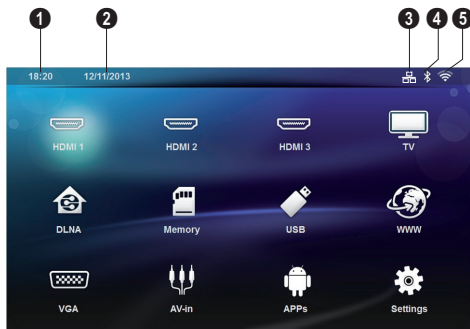 1 2 3 4 5
18:20 12/11/2013
HDMI 1 HDMI 2 HDMI 3 TV
DLNA Memory USB WWW
VGA AV-in APPs Settings